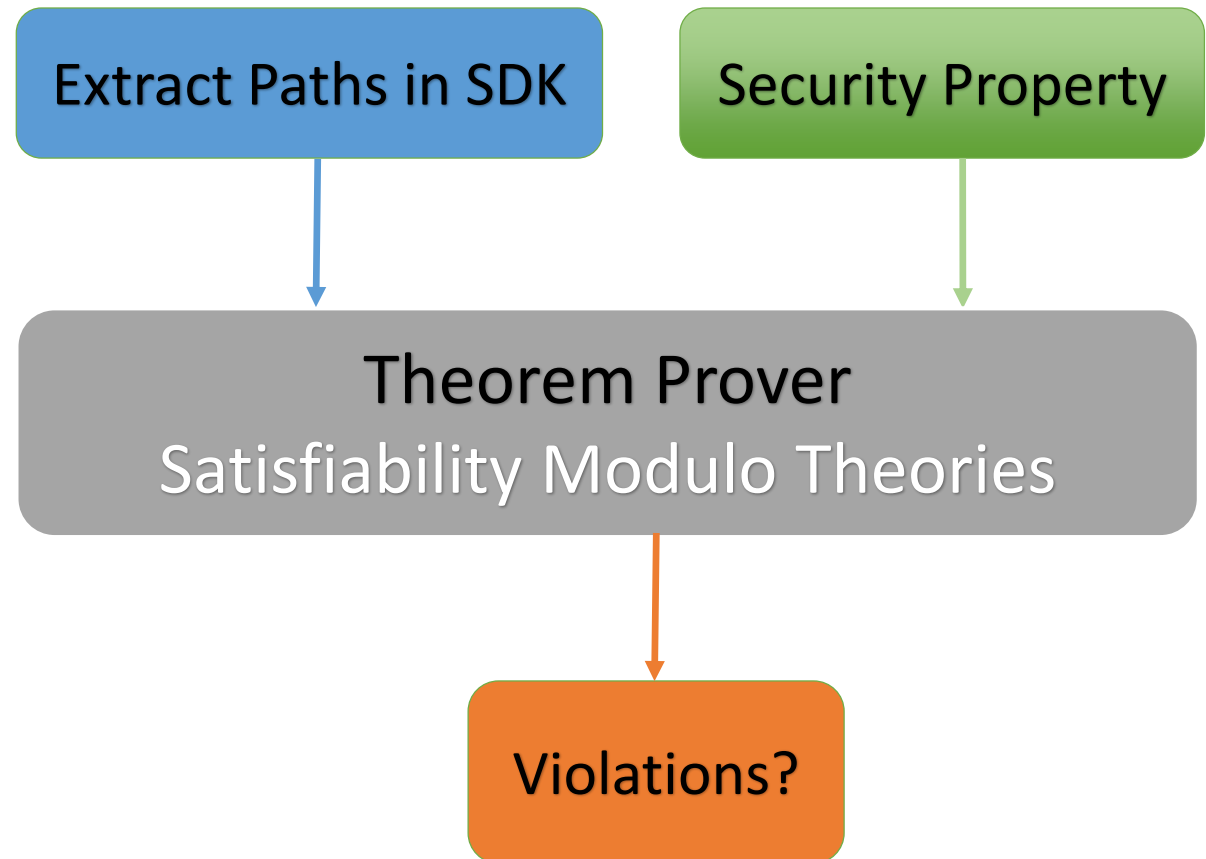 Extract Paths in SDK
Security Property
Theorem Prover
Satisfiability Modulo Theories
Violations?